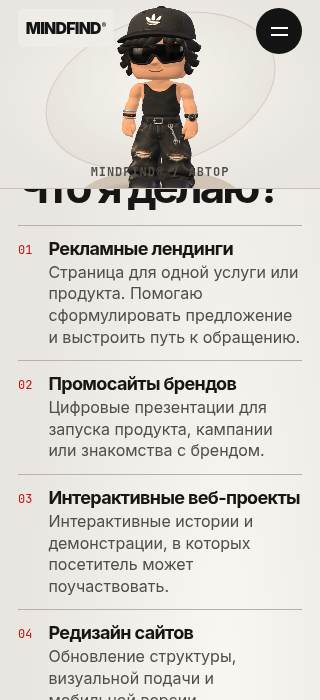 MINDFIND®
MINDFIND / АВТОР
Что я делаю?
01 Рекламные лендинги
Страница для одной услуги или
продукта. Помогаю
сформулировать предложение
и выстроить путь к обращению.
02 Промосайты брендов
Цифровые презентации для
запуска продукта, кампании
или знакомства с брендом.
03 Интерактивные веб-проекты
Интерактивные истории и
демонстрации, в которых
посетитель может
поучаствовать.
04 Редизайн сайтов
Обновление структуры,
визуальной подачи и
мобильной версии